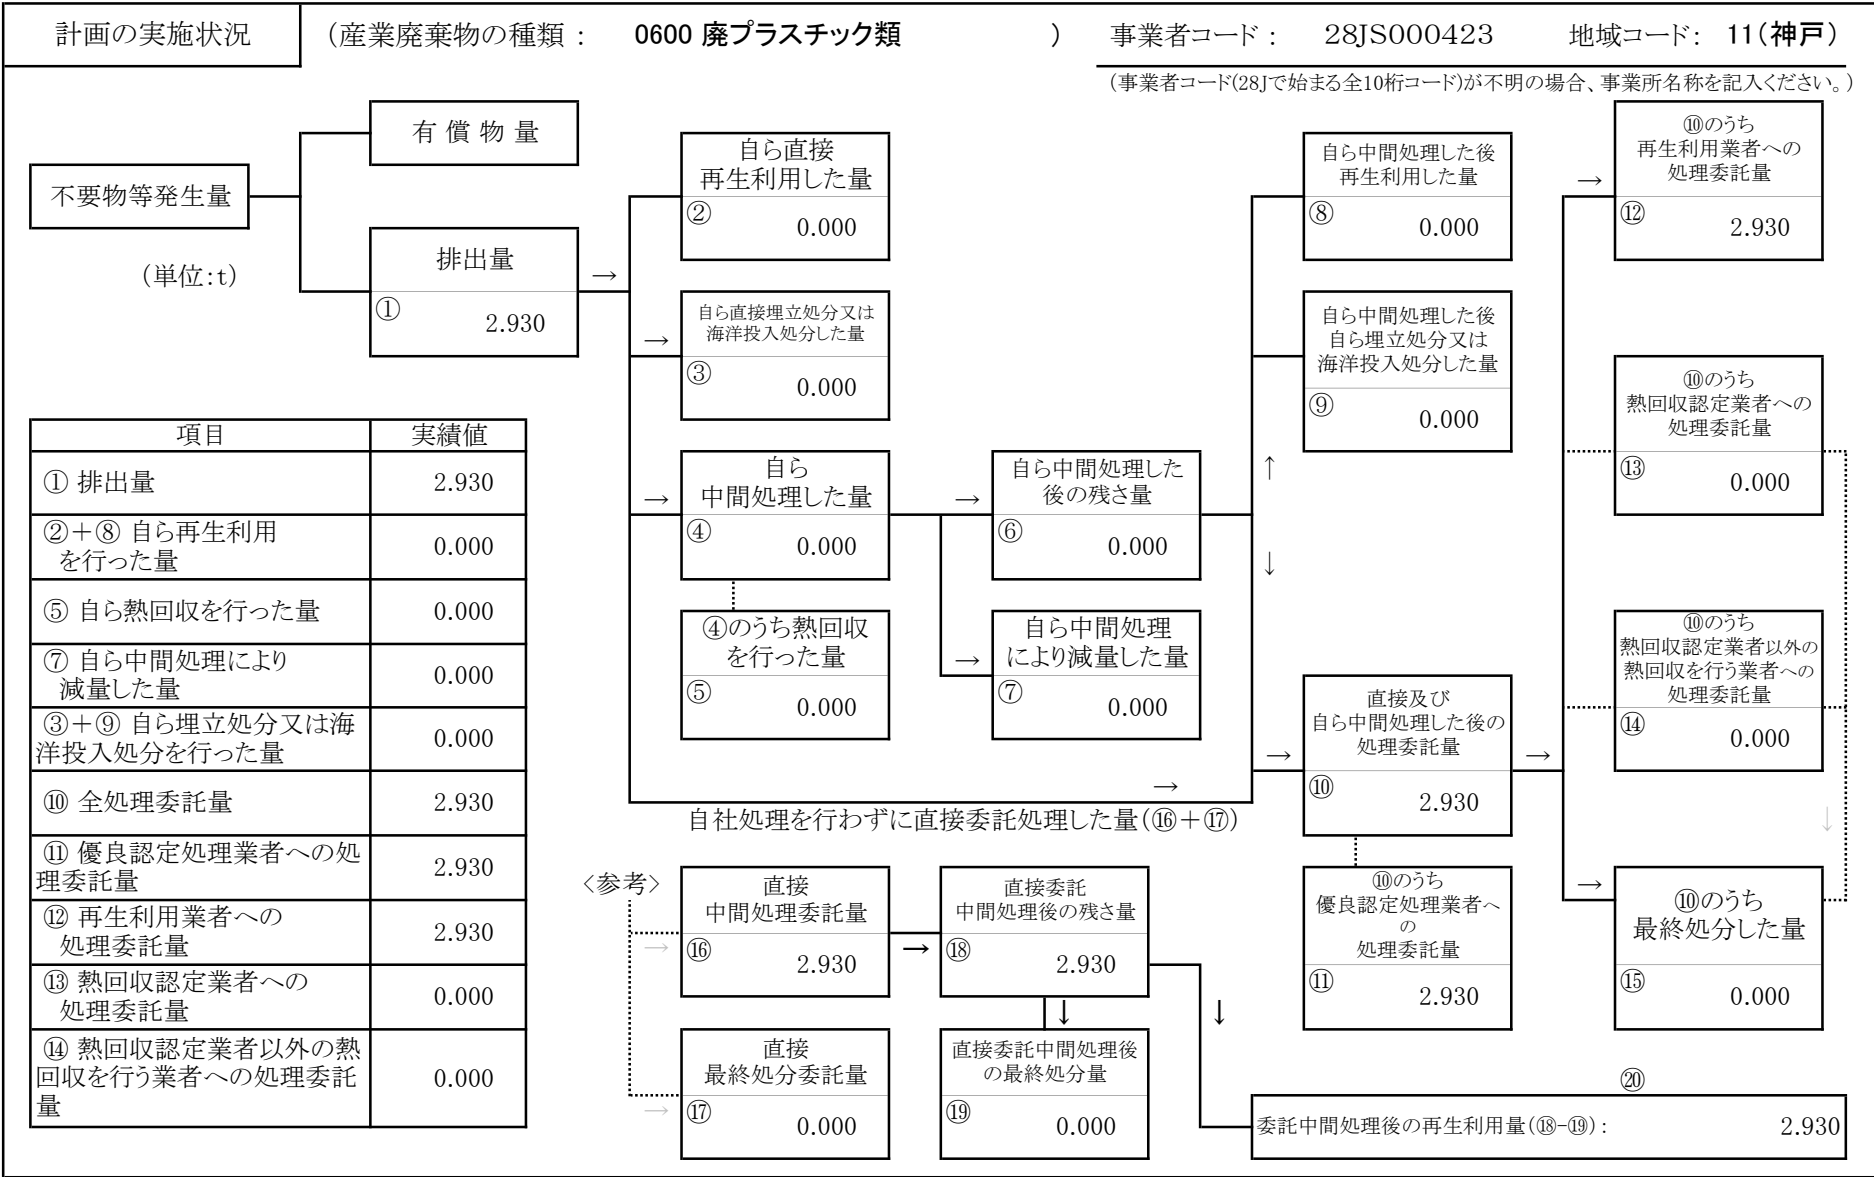 計画の実施状況
(産業廃棄物の種類： 0600 廃プラスチック類 )
事業者コード： 28JS000423 地域コード： 11(神戸)
(事業者コード(28Jで始まる全10桁コード)が不明の場合、事業所名称を記入ください。)
不要物等発生量
(単位:t)
有 償 物 量
排出量
① 2.930
→
自ら直接
再生利用した量
② 0.000
→
自ら直接埋立処分又は
海洋投入処分した量
③ 0.000
→
自ら
中間処理した量
④ 0.000
④のうち熱回収
を行った量
⑤ 0.000
→
自ら中間処理した
後の残さ量
⑥ 0.000
→
自ら中間処理
により減量した量
⑦ 0.000
↑
↓
自ら中間処理した後
再生利用した量
⑧ 0.000
自ら中間処理した後
自ら埋立処分又は
海洋投入処分した量
⑨ 0.000
→
自社処理を行わずに直接委託処理した量(⑯＋⑰)
→
直接及び
自ら中間処理した後の
処理委託量
⑩ 2.930
⑩のうち
優良認定処理業者へ
の
処理委託量
⑪ 2.930
→
→
⑩のうち
再生利用業者への
処理委託量
⑫ 2.930
⑩のうち
熱回収認定業者への
処理委託量
⑬ 0.000
⑩のうち
熱回収認定業者以外の
熱回収を行う業者への
処理委託量
⑭ 0.000
↓
→
⑩のうち
最終処分した量
⑮ 0.000
項目 実績値
① 排出量 2.930
②＋⑧ 自ら再生利用
を行った量 0.000
⑤ 自ら熱回収を行った量 0.000
⑦ 自ら中間処理により
減量した量 0.000
③＋⑨ 自ら埋立処分又は海
洋投入処分を行った量 0.000
⑩ 全処理委託量 2.930
⑪ 優良認定処理業者への処
理委託量 2.930
⑫ 再生利用業者への
処理委託量 2.930
⑬ 熱回収認定業者への
処理委託量 0.000
⑭ 熱回収認定業者以外の熱
回収を行う業者への処理委託
量 0.000
<参考>
→
直接
中間処理委託量
⑯ 2.930
→
直接
最終処分委託量
⑰ 0.000
→
直接委託
中間処理後の残さ量
⑱ 2.930
↓
直接委託中間処理後
の最終処分量
⑲ 0.000
↓
⑳
委託中間処理後の再生利用量(⑱-⑲)： 2.930